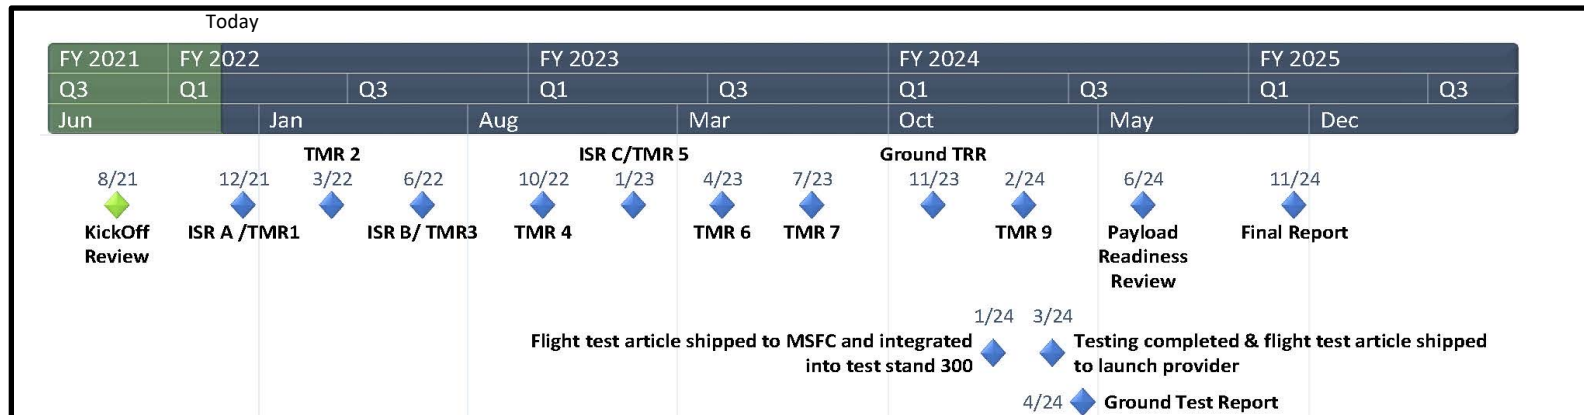 Today
FY 2021 FY 2022 FY 2023 FY 2024 FY 2025
Q3 Q1 Q3 Q1 Q3 Q1 Q3 Q1 Q3
Jun Jan Aug Mar Oct May Dec
TMR 2 ISR C/TMR 5 Ground TRR
8/21 12/21 3/22 6/22 10/22 1/23 4/23 7/23 11/23 2/24 6/24 11/24
KickOff ISR A /TMR1 ISR B/ TMR3 TMR 4 TMR 6 TMR 7 TMR 9 Payload Final Report
Review Readiness
Review
1/24 3/24
Flight test article shipped to MSFC and integrated Testing completed & flight test article shipped
into test stand 300 to launch provider
4/24 Ground Test Report